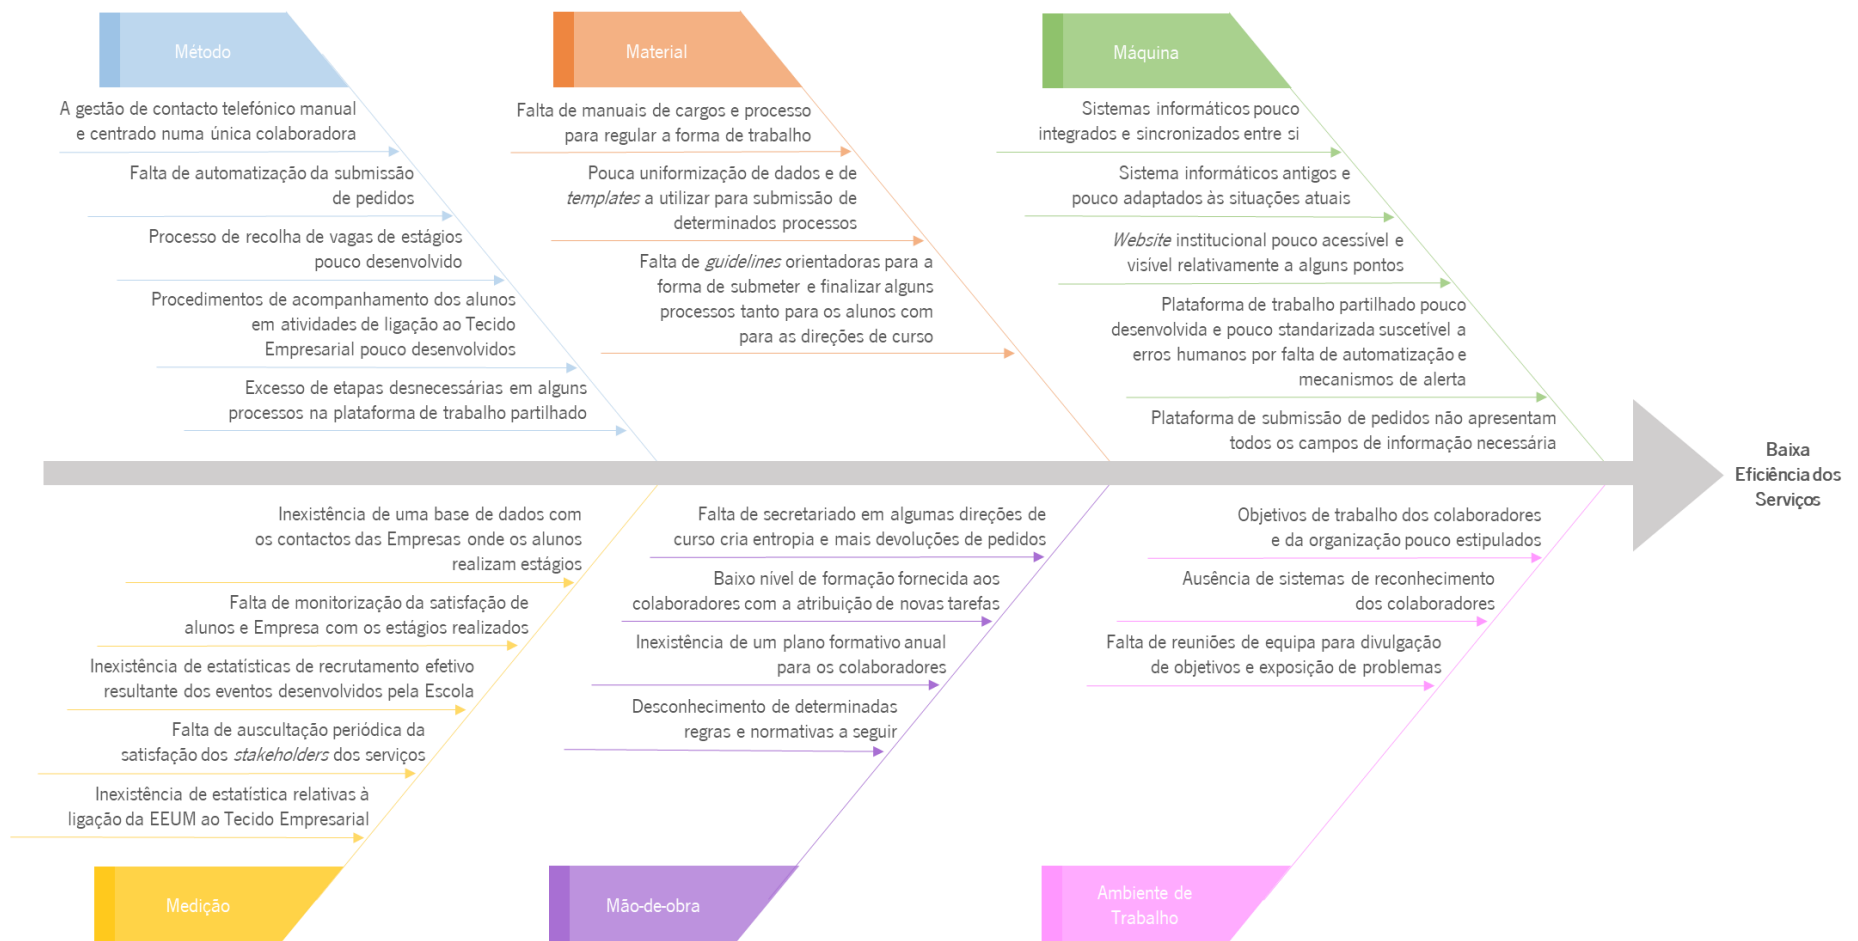 Método
A gestão de contacto telefónico manual
e centrado numa única colaboradora
Falta de automatização da submissão
de pedidos
Processo de recolha de vagas de estágios
pouco desenvolvido
Procedimentos de acompanhamento dos alunos
em atividades de ligação ao Tecido
Empresarial pouco desenvolvidos
Excesso de etapas desnecessárias em alguns
processos na plataforma de trabalho partilhado
Material
Falta de manuais de cargos e processo
para regular a forma de trabalho
Pouca uniformização de dados e de
templates a utilizar para submissão de
determinados processos
Falta de guidelines orientadoras para a
forma de submeter e finalizar alguns
processos tanto para os alunos com
para as direções de curso
Máquina
Sistemas informáticos pouco
integrados e sincronizados entre si
Sistema informáticos antigos e
pouco adaptados às situações atuais
Website institucional pouco acessível e
visível relativamente a alguns pontos
Plataforma de trabalho partilhado pouco
desenvolvida e pouco standarizada suscetível a
erros humanos por falta de automatização e
mecanismos de alerta
Plataforma de submissão de pedidos não apresentam
todos os campos de informação necessária
Baixa
Eficiência dos
Serviços
Inexistência de uma base de dados com
os contactos das Empresas onde os alunos
realizam estágios
Falta de monitorização da satisfação de
alunos e Empresa com os estágios realizados
Inexistência de estatísticas de recrutamento efetivo
resultante dos eventos desenvolvidos pela Escola
Falta de auscultação periódica da
satisfação dos stakeholders dos serviços
Inexistência de estatística relativas à
ligação da EEUM ao Tecido Empresarial
Medição
Falta de secretariado em algumas direções de
curso cria entropia e mais devoluções de pedidos
Baixo nível de formação fornecida aos
colaboradores com a atribuição de novas tarefas
Inexistência de um plano formativo anual
para os colaboradores
Desconhecimento de determinadas
regras e normativas a seguir
Mão-de-obra
Objetivos de trabalho dos colaboradores
e da organização pouco estipulados
Ausência de sistemas de reconhecimento
dos colaboradores
Falta de reuniões de equipa para divulgação
de objetivos e exposição de problemas
Ambiente de
Trabalho